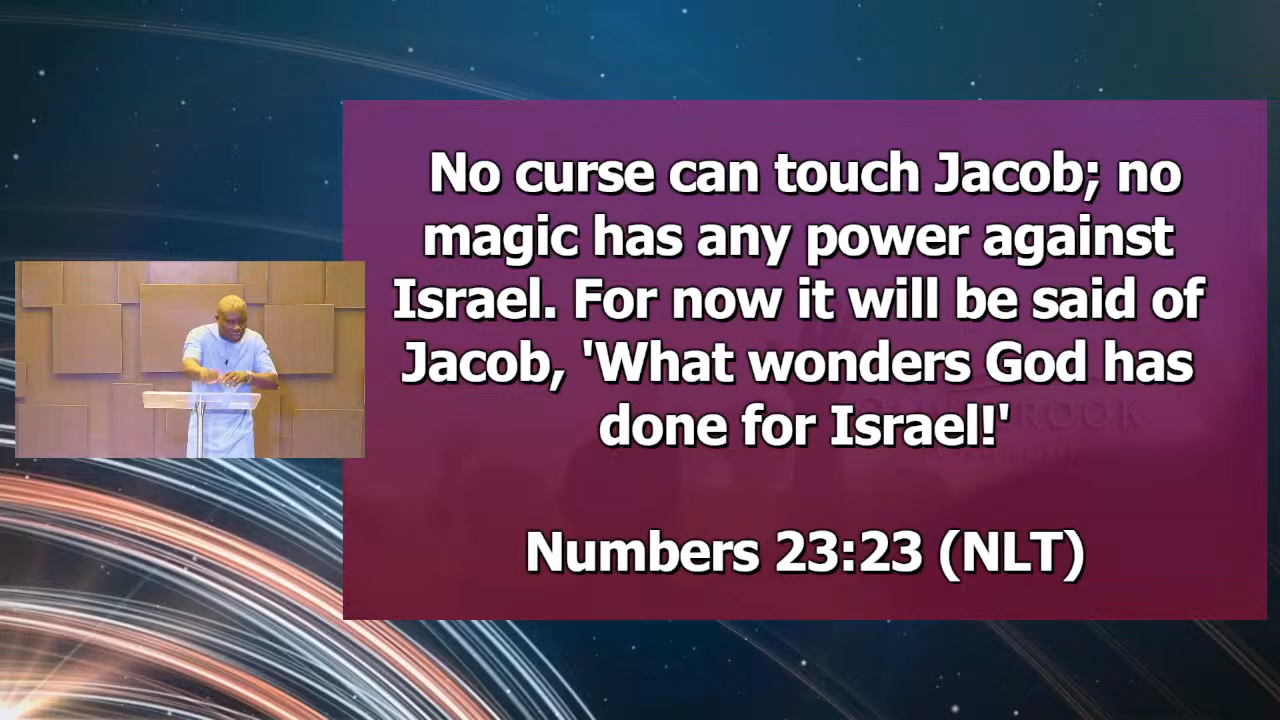 No curse can touch Jacob; no
magic has any power against
Israel. For now it will be said of
Jacob, 'What wonders God has
done for Israel!'
Numbers 23:23 (NLT)